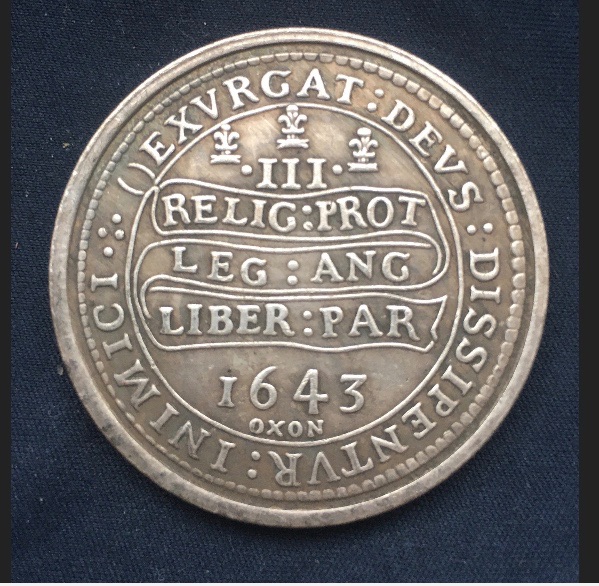 ()EXVRGAT:DEVS:DISSIPENTVR:INIMICI
·III·
RELIG:PROT
LEG:ANG
LIBER:PAR
1643
OXON